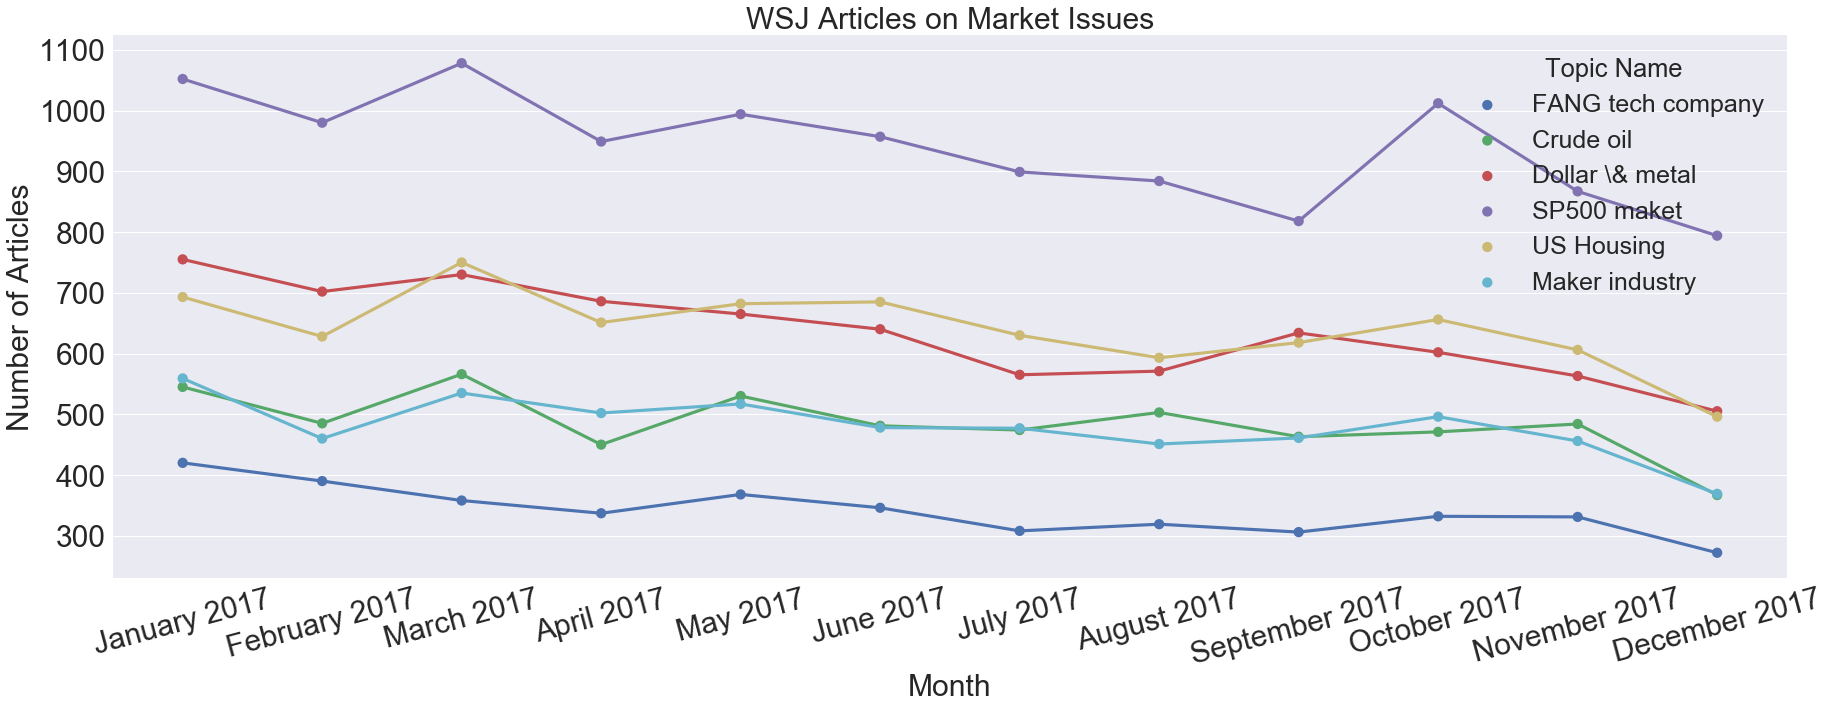 WSJ Articles on Market Issues
1100
1000
900
800
700
600
500
400
300
Number of Articles
Topic Name
FANG tech company
Crude oil
Dollar \& metal
SP500 maket
US Housing
Maker industry
January 2017
February 2017
March 2017
April 2017
May 2017
June 2017
July 2017
August 2017
September 2017
October 2017
November 2017
December 2017
Month